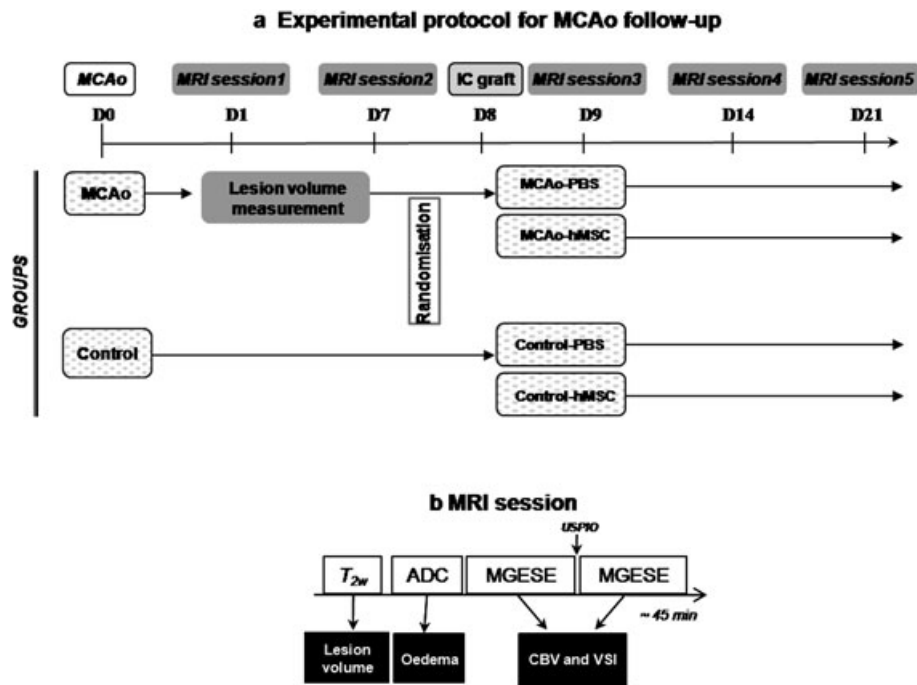 a Experimental protocol for MCAo follow-up
MCAo MRI session1 MRI session2 IC graft MRI session3 MRI session4 MRI session5
D0 D1 D7 D8 D9 D14 D21
GROUPS
MCAo
Lesion volume
measurement
Randomisation
MCAo-PBS
MCAo-hMSC
Control
Control-PBS
Control-hMSC
b MRI session
USPIO
T2w ADC MGESE MGESE
~ 45 min
Lesion
volume
Oedema
CBV and VSI